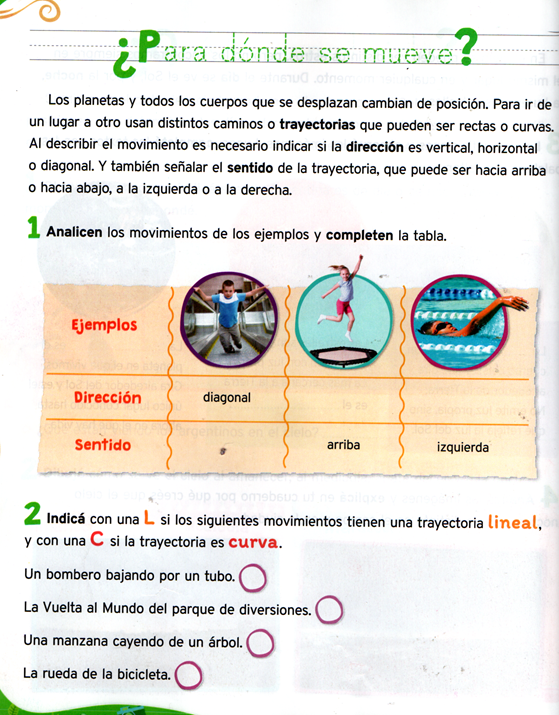 ¿Para dónde se mueve?
Los planetas y todos los cuerpos que se desplazan cambian de posición. Para ir de
un lugar a otro usan distintos caminos o trayectorias que pueden ser rectas o curvas.
Al describir el movimiento es necesario indicar si la dirección es vertical, horizontal
o diagonal. Y también señalar el sentido de la trayectoria, que puede ser hacia arriba
o hacia abajo, a la izquierda o a la derecha.
1 Analicen los movimientos de los ejemplos y completen la tabla.
Ejemplos
Dirección diagonal
Sentido arriba izquierda
2 Indicá con una L si los siguientes movimientos tienen una trayectoria lineal,
y con una C si la trayectoria es curva.
Un bombero bajando por un tubo.
La Vuelta al Mundo del parque de diversiones.
Una manzana cayendo de un árbol.
La rueda de la bicicleta.